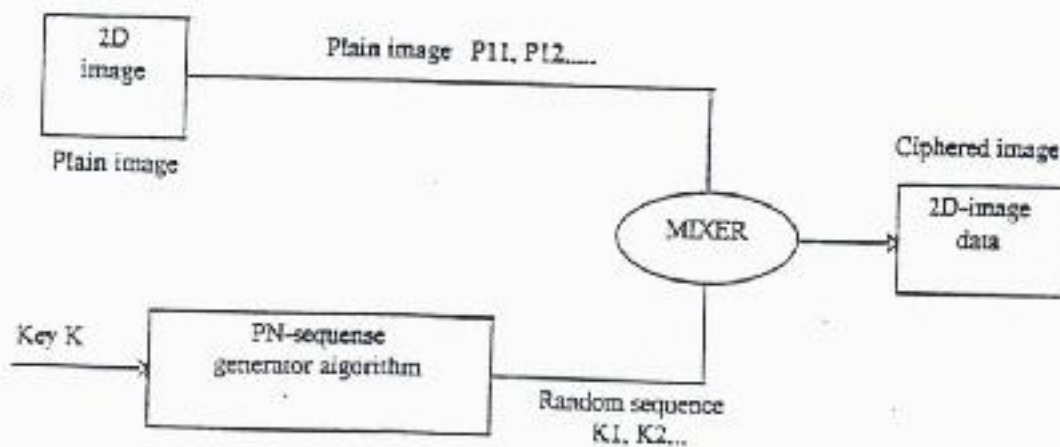 2D
image
Plain image P11, P12.....
Plain image
Ciphered image
2D-image
data
MIXER
Key K
PN-sequense
generator algorithm
Random sequence
K1, K2...